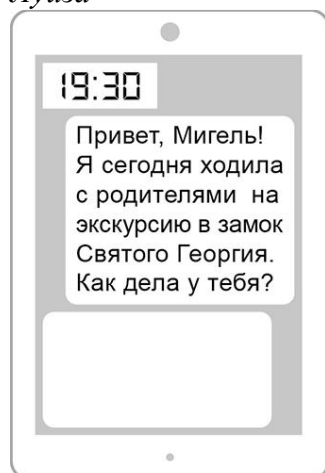 Луиза
19:30
Привет, Мигель!
Я сегодня ходила
с родителями на
экскурсию в замок
Святого Георгия.
Как дела у тебя?